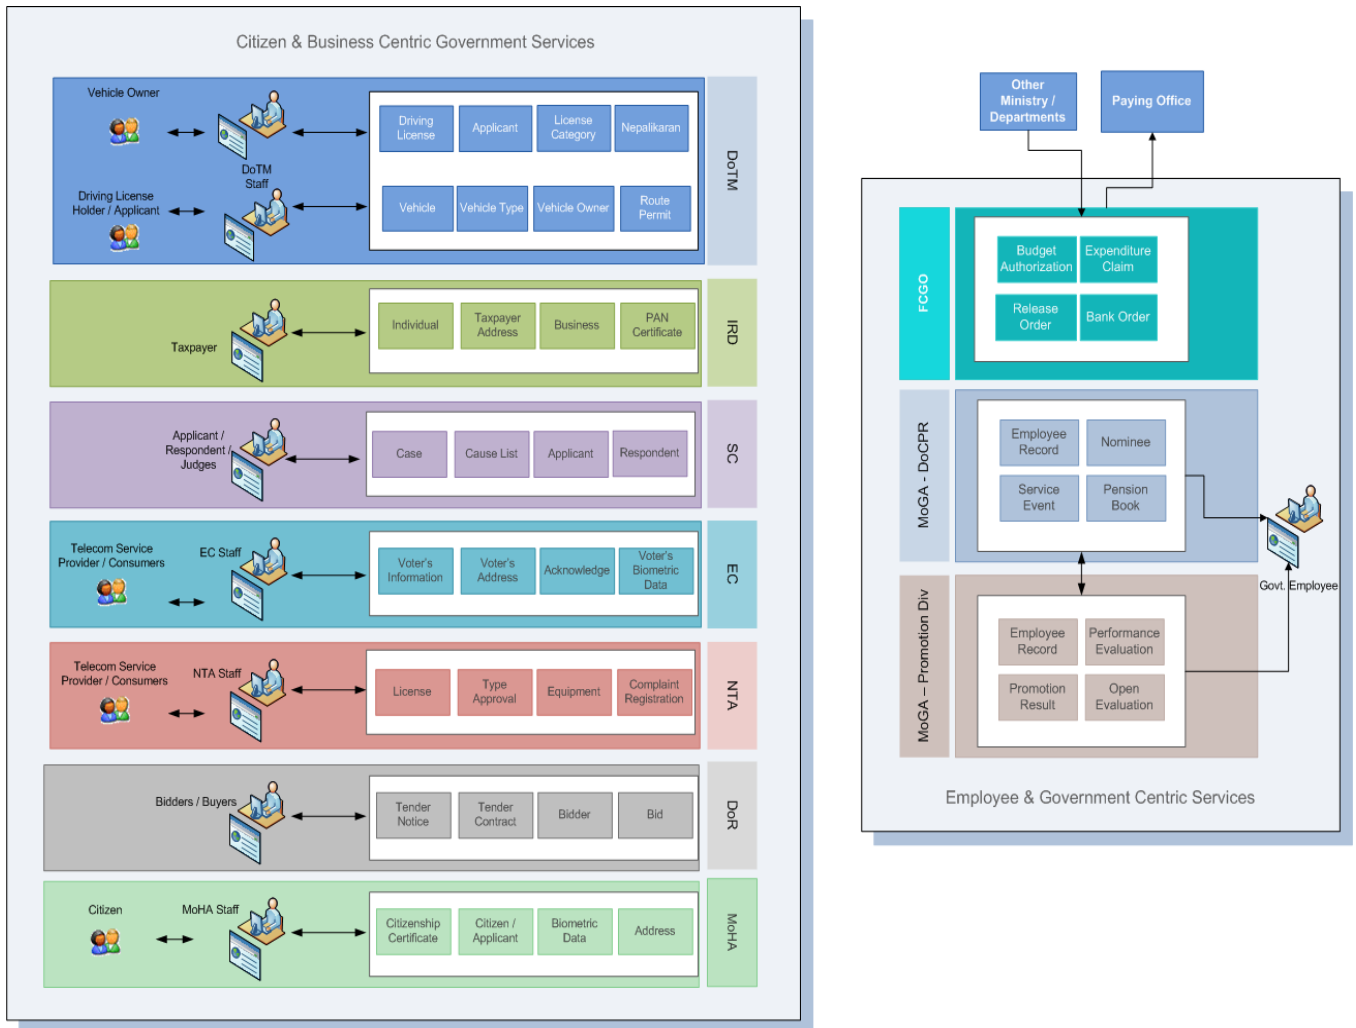 Citizen & Business Centric Government Services
Vehicle Owner
DoTM
Staff
Driving License
Holder / Applicant
Driving
License
Applicant
License
Category
Nepalikaran
Vehicle
Vehicle Type
Vehicle Owner
Route
Permit
DoTM
Taxpayer
Individual
Taxpayer
Address
Business
PAN
Certificate
IRD
Applicant /
Respondent /
Judges
Case
Cause List
Applicant
Respondent
SC
Telecom Service
Provider / Consumers
EC Staff
Voter's
Information
Voter's
Address
Acknowledge
Voter's
Biometric
Data
EC
Telecom Service
Provider / Consumers
NTA Staff
License
Type
Approval
Equipment
Complaint
Registration
NTA
Bidders / Buyers
Tender
Notice
Tender
Contract
Bidder
Bid
DoR
Citizen
MoHA Staff
Citizenship
Certificate
Citizen /
Applicant
Biometric
Data
Address
MoHA
Other
Ministry /
Departments
Paying Office
FCGO
Budget
Authorization
Expenditure
Claim
Release
Order
Bank Order
MoGA - DoCPR
Employee
Record
Nominee
Service
Event
Pension
Book
Govt. Employee
MoGA – Promotion Div
Employee
Record
Performance
Evaluation
Promotion
Result
Open
Evaluation
Employee & Government Centric Services